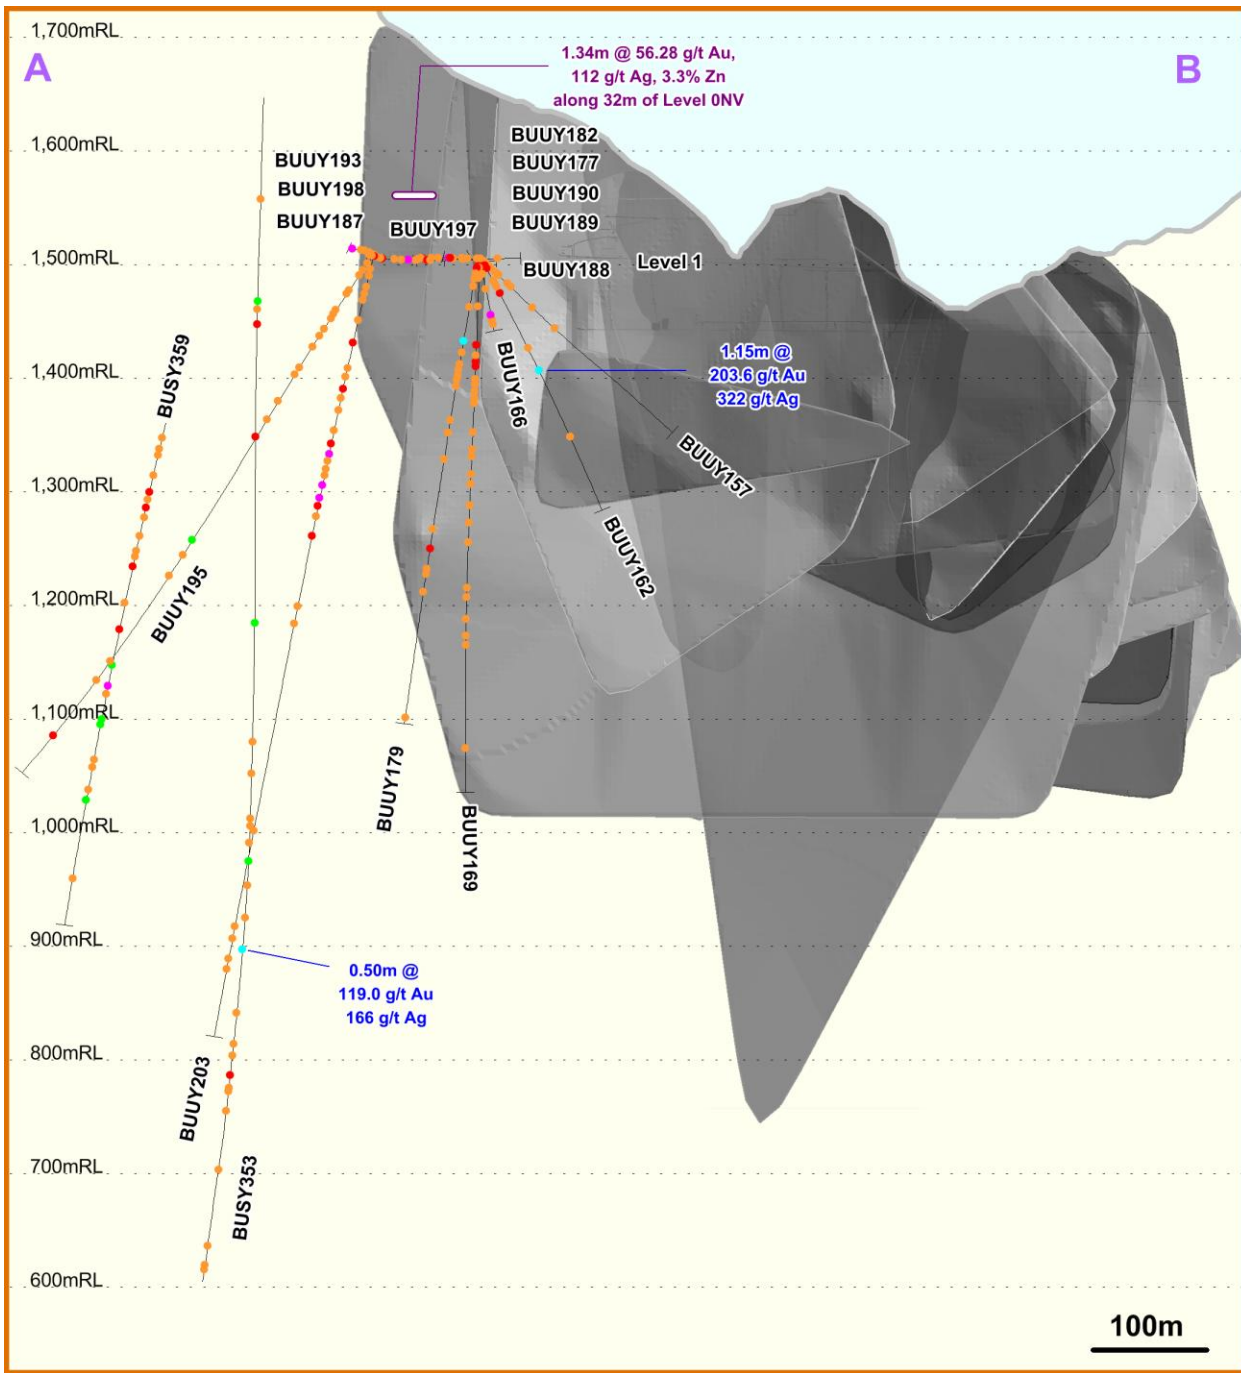 1,700mRL
A
B
1.34m @ 56.28 g/t Au,
112 g/t Ag, 3.3% Zn
along 32m of Level 0NV
1,600mRL
BUUY193
BUUY198
BUUY187
BUUY182
BUUY177
BUUY190
BUUY189
BUUY197
BUUY188
Level 1
1,500mRL
1,400mRL
BUSY359
BUUY166
1.15m @
203.6 g/t Au
322 g/t Ag
BUUY157
1,300mRL
BUUY162
1,200mRL
BUUY195
1,100mRL
BUUY179
BUUY169
1,000mRL
900mRL
0.50m @
119.0 g/t Au
166 g/t Ag
800mRL
BUUY203
700mRL
BUSY353
600mRL
100m